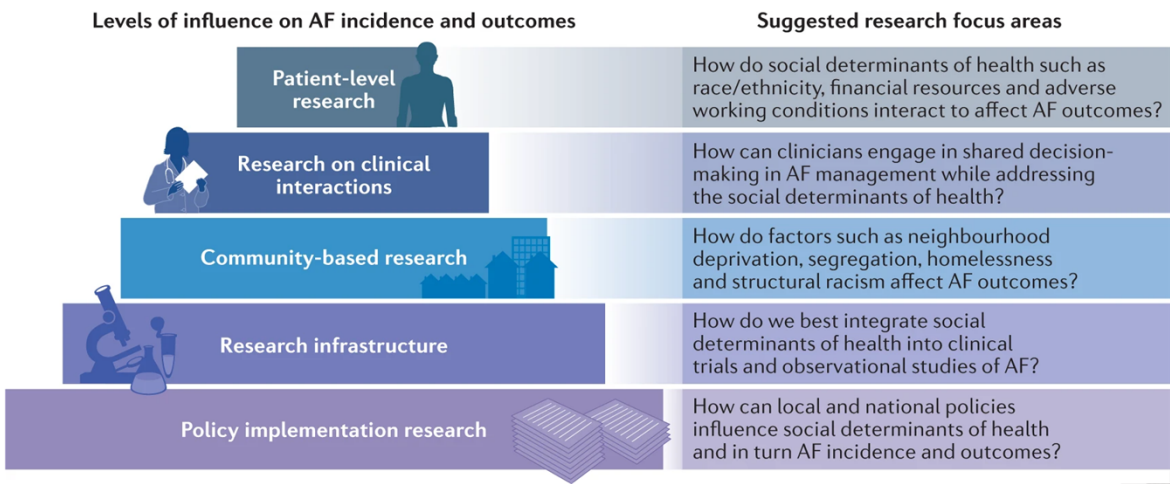 Levels of influence on AF incidence and outcomes
Suggested research focus areas
Patient-level
research
How do social determinants of health such as
race/ethnicity, financial resources and adverse
working conditions interact to affect AF outcomes?
Research on clinical
interactions
How can clinicians engage in shared decision-
making in AF management while addressing
the social determinants of health?
Community-based research
How do factors such as neighbourhood
deprivation, segregation, homelessness
and structural racism affect AF outcomes?
Research infrastructure
How do we best integrate social
determinants of health into clinical
trials and observational studies of AF?
Policy implementation research
How can local and national policies
influence social determinants of health
and in turn AF incidence and outcomes?